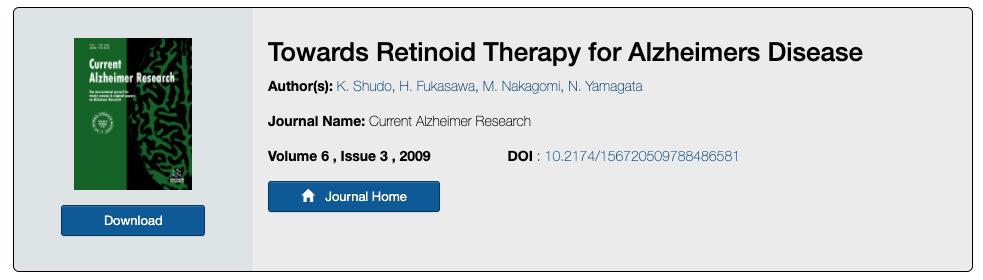 Current
Alzheimer Research
Download
Towards Retinoid Therapy for Alzheimers Disease
Author(s): K. Shudo, H. Fukasawa, M. Nakagomi, N. Yamagata
Journal Name: Current Alzheimer Research
Volume 6 , Issue 3 , 2009 DOI : 10.2174/156720509788486581
Journal Home